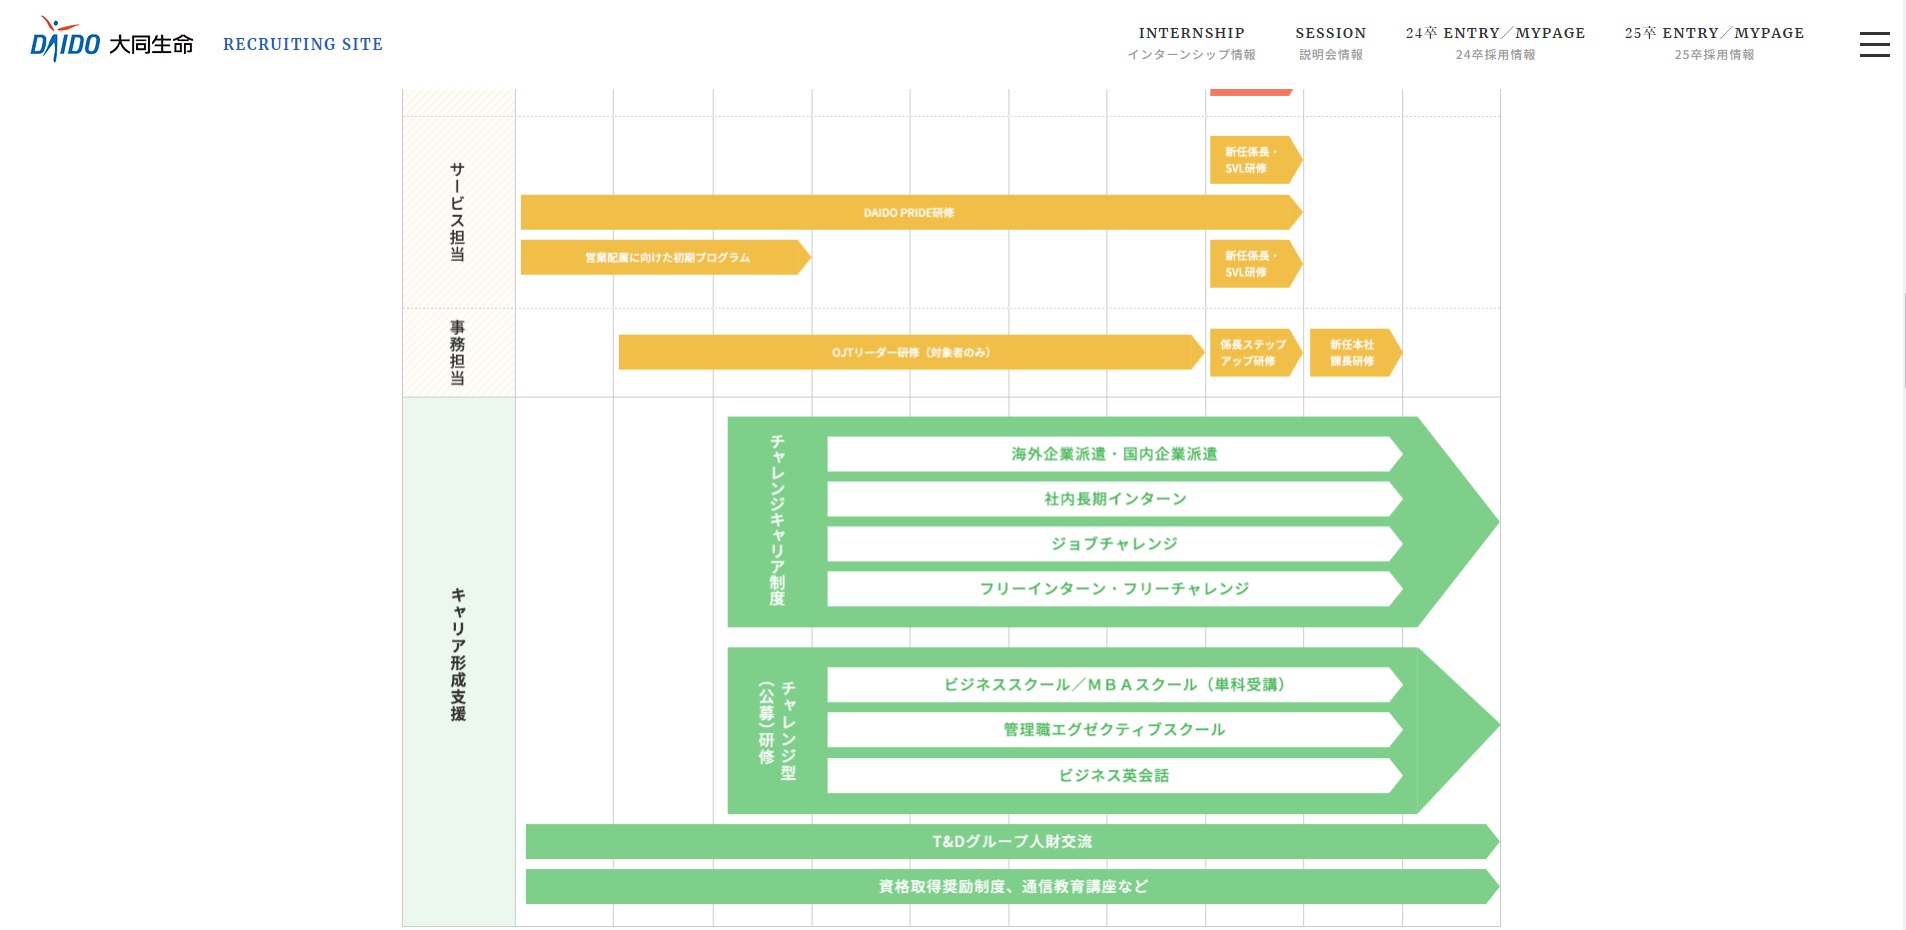 DAIDO 大同生命
RECRUITING SITE
INTERNSHIP
インターンシップ情報
SESSION
説明会情報
24卒 ENTRY／MYPAGE
24卒採用情報
25卒 ENTRY／MYPAGE
25卒採用情報
サービス担当
新任係長・
SVL研修
DAIDO PRIDE研修
営業配属に向けた初期プログラム
新任係長・
SVL研修
事務担当
OJTリーダー研修（対象者のみ）
係長ステップ
アップ研修
新任本社
課長研修
キャリア形成支援
チャレンジキャリア制度
海外企業派遣・国内企業派遣
社内長期インターン
ジョブチャレンジ
フリーインターン・フリーチャレンジ
チャレンジ型
（公募）研修
ビジネススクール／ＭＢＡスクール（単科受講）
管理職エグゼクティブスクール
ビジネス英会話
T&Dグループ人財交流
資格取得奨励制度、通信教育講座など